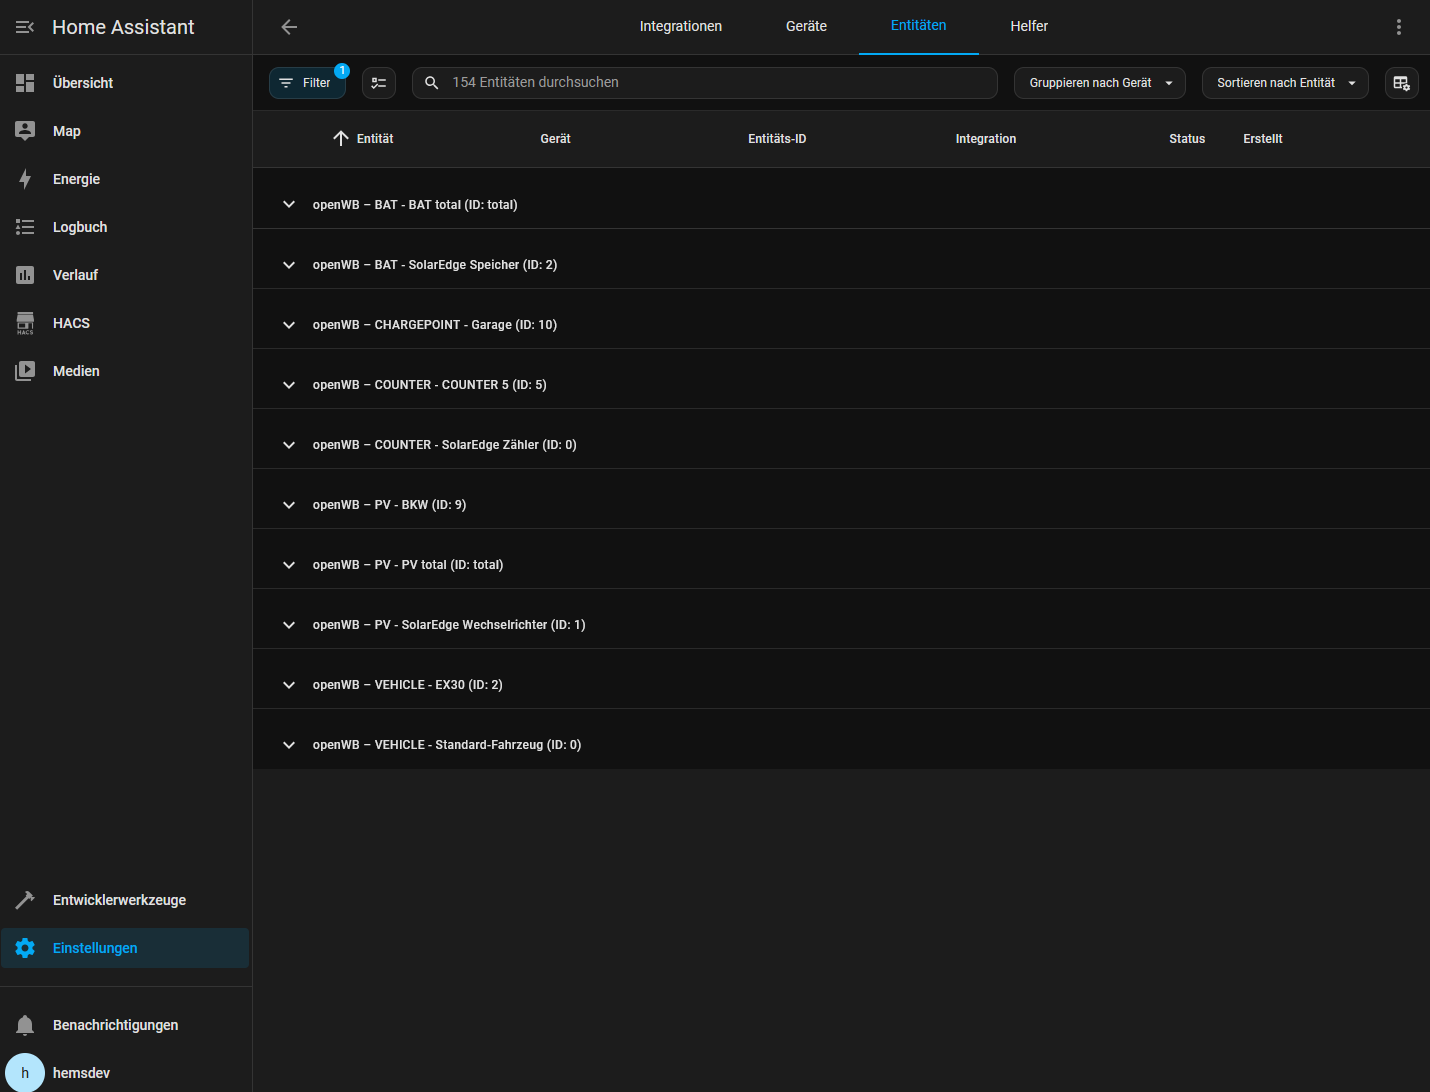 Home Assistant
Integrationen
Geräte
Entitäten
Helfer
Übersicht
Map
Energie
Logbuch
Verlauf
HACS
HACS
Medien
Entwicklerwerkzeuge
Einstellungen
Benachrichtigungen
h
hemsdev
Filter
1
154 Entitäten durchsuchen
Gruppieren nach Gerät
Sortieren nach Entität
Entität
Gerät
Entitäts-ID
Integration
Status
Erstellt
openWB – BAT - BAT total (ID: total)
openWB – BAT - SolarEdge Speicher (ID: 2)
openWB – CHARGEPOINT - Garage (ID: 10)
openWB – COUNTER - COUNTER 5 (ID: 5)
openWB – COUNTER - SolarEdge Zähler (ID: 0)
openWB – PV - BKW (ID: 9)
openWB – PV - PV total (ID: total)
openWB – PV - SolarEdge Wechselrichter (ID: 1)
openWB – VEHICLE - EX30 (ID: 2)
openWB – VEHICLE - Standard-Fahrzeug (ID: 0)